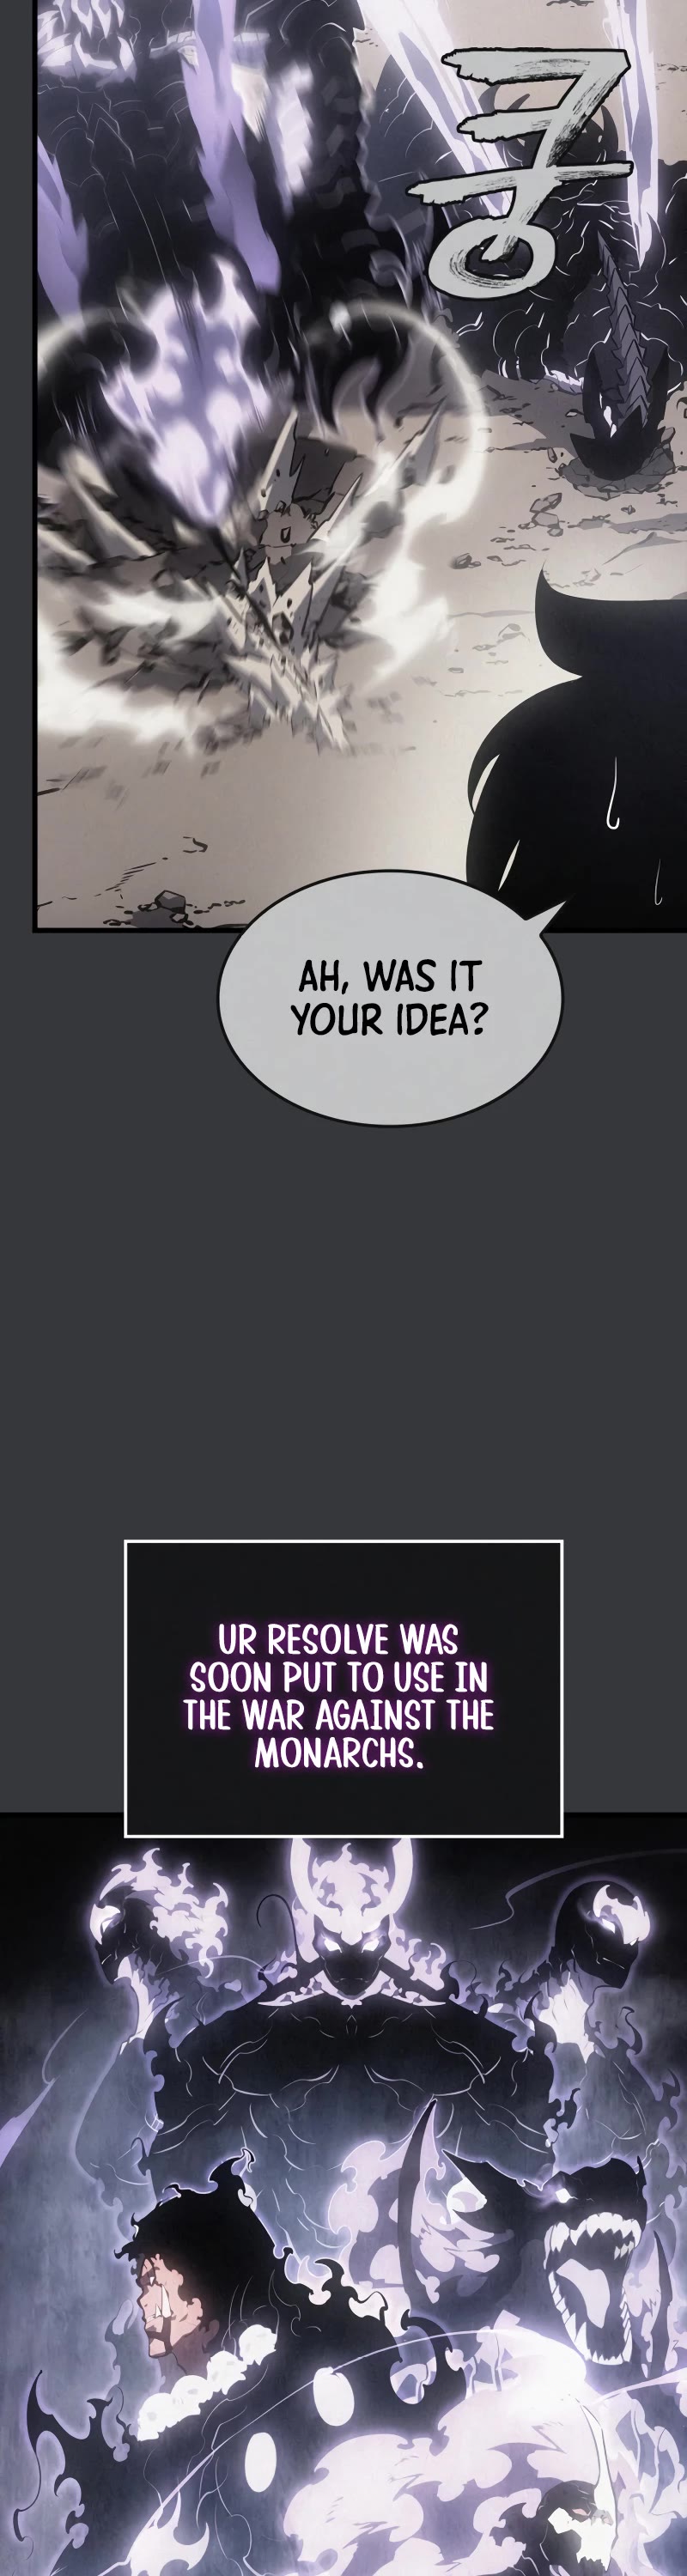 쿵
AH, WAS IT
YOUR IDEA?
UR RESOLVE WAS
SOON PUT TO USE IN
THE WAR AGAINST THE
MONARCHS.